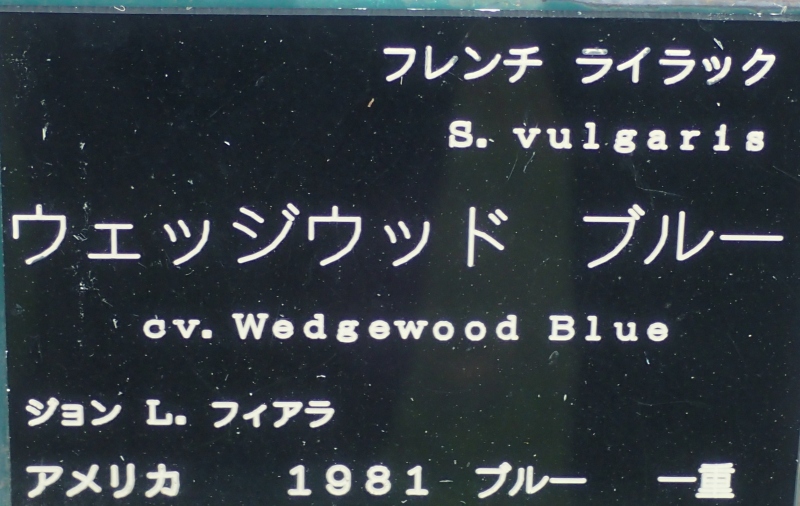 フレンチ ライラック
S. vulgaris
ウェッジウッド ブルー
cv. Wedgewood Blue
ジョン L. フィアラ
アメリカ 1981 ブルー 一重